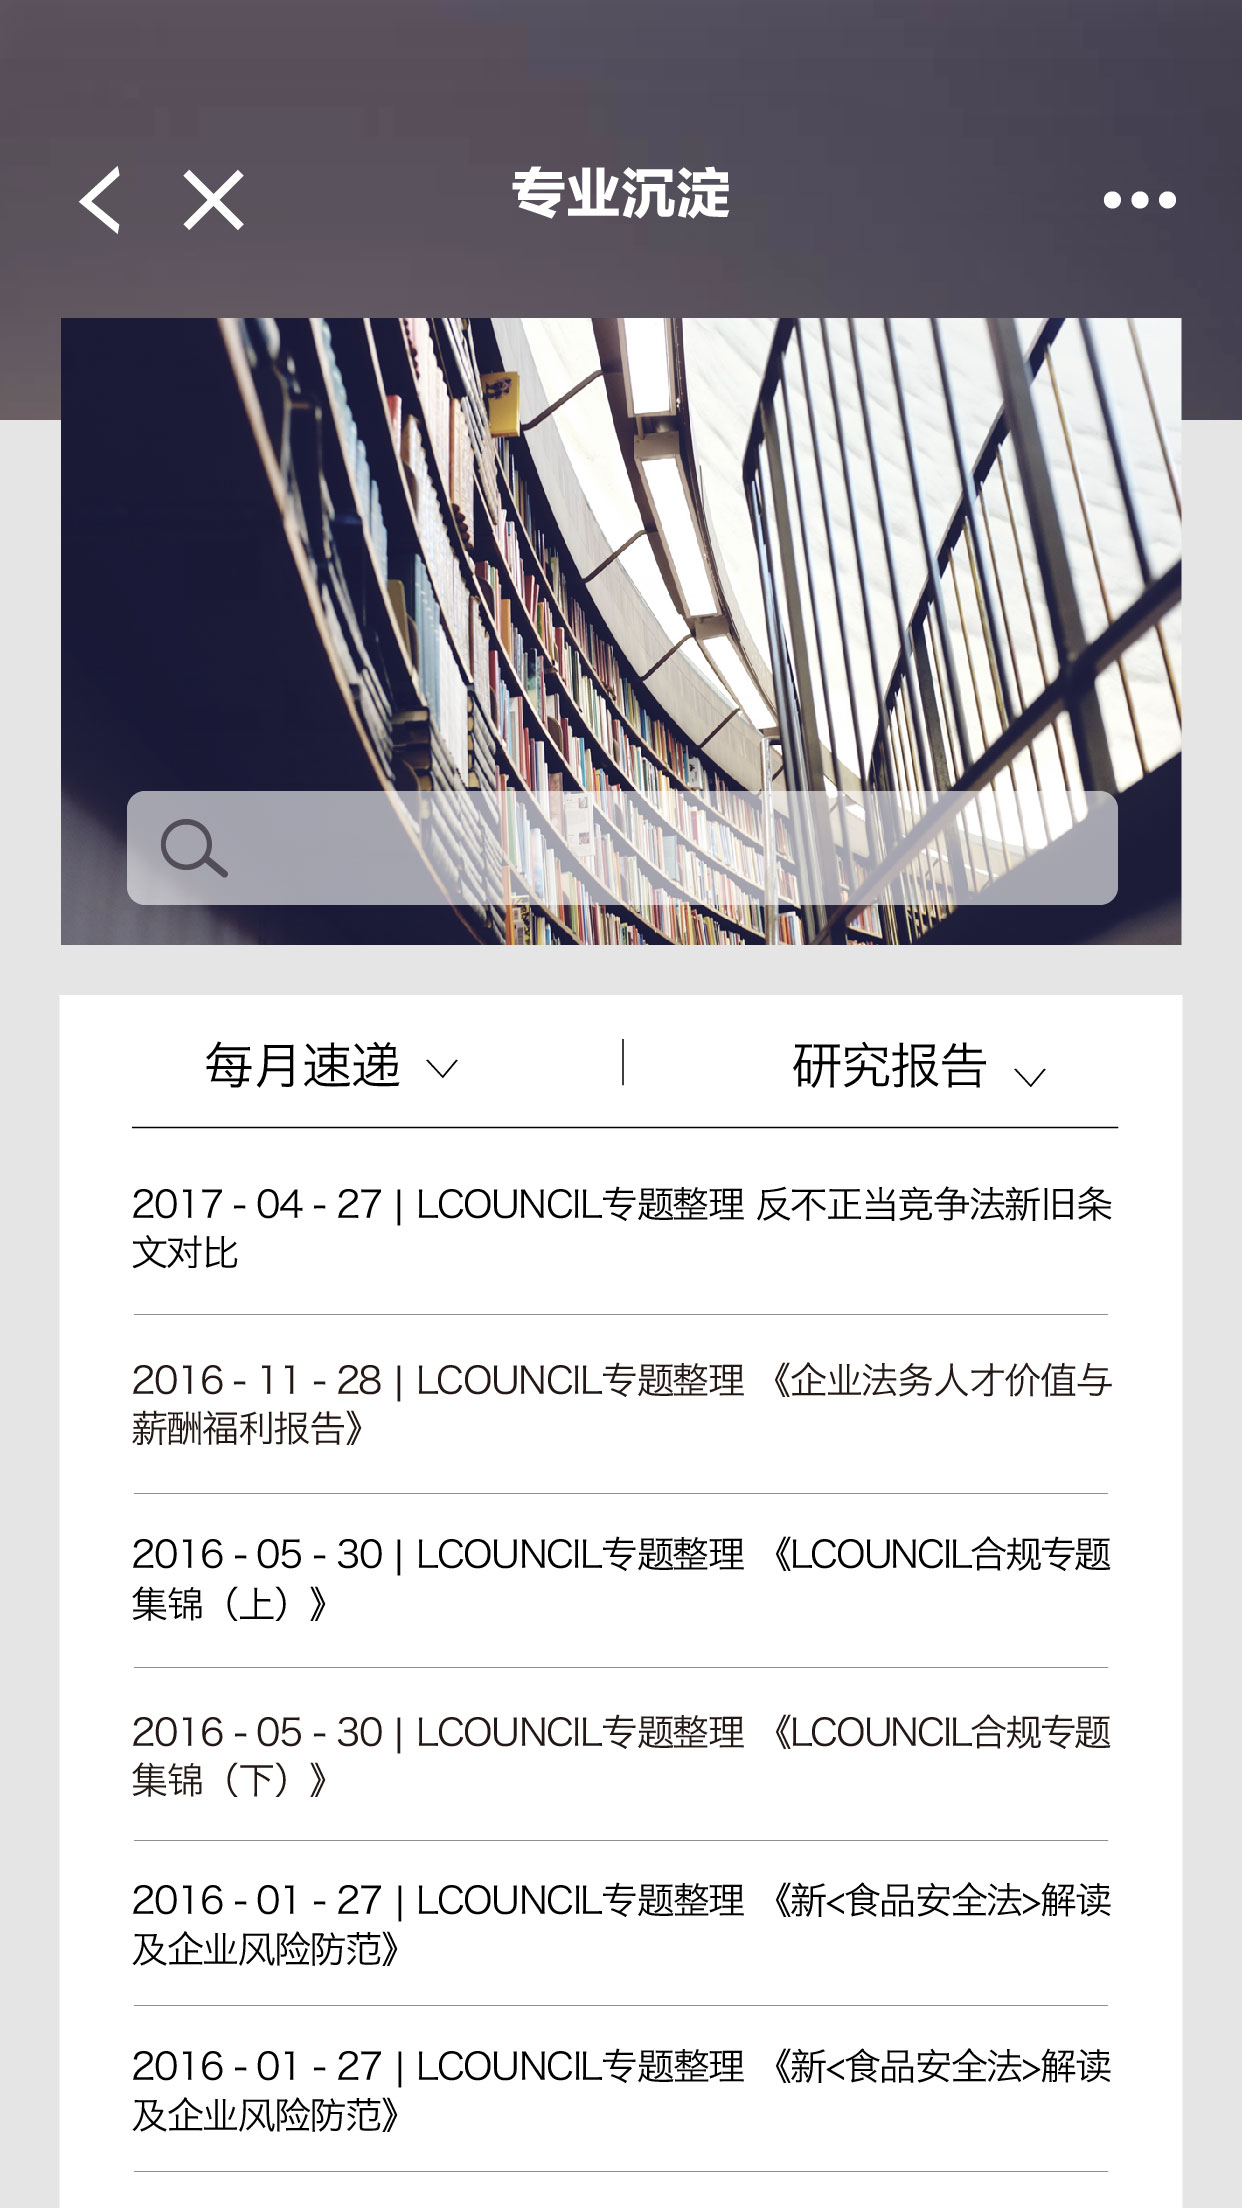 专业沉淀
每月速递 | 研究报告
2017 - 04 - 27 | LCOUNCIL专题整理 反不正当竞争法新旧条
文对比
2016 - 11 - 28 | LCOUNCIL专题整理 《企业法务人才价值与
薪酬福利报告》
2016 - 05 - 30 | LCOUNCIL专题整理 《LCOUNCIL合规专题
集锦（上）》
2016 - 05 - 30 | LCOUNCIL专题整理 《LCOUNCIL合规专题
集锦（下）》
2016 - 01 - 27 | LCOUNCIL专题整理 《新<食品安全法>解读
及企业风险防范》
2016 - 01 - 27 | LCOUNCIL专题整理 《新<食品安全法>解读
及企业风险防范》